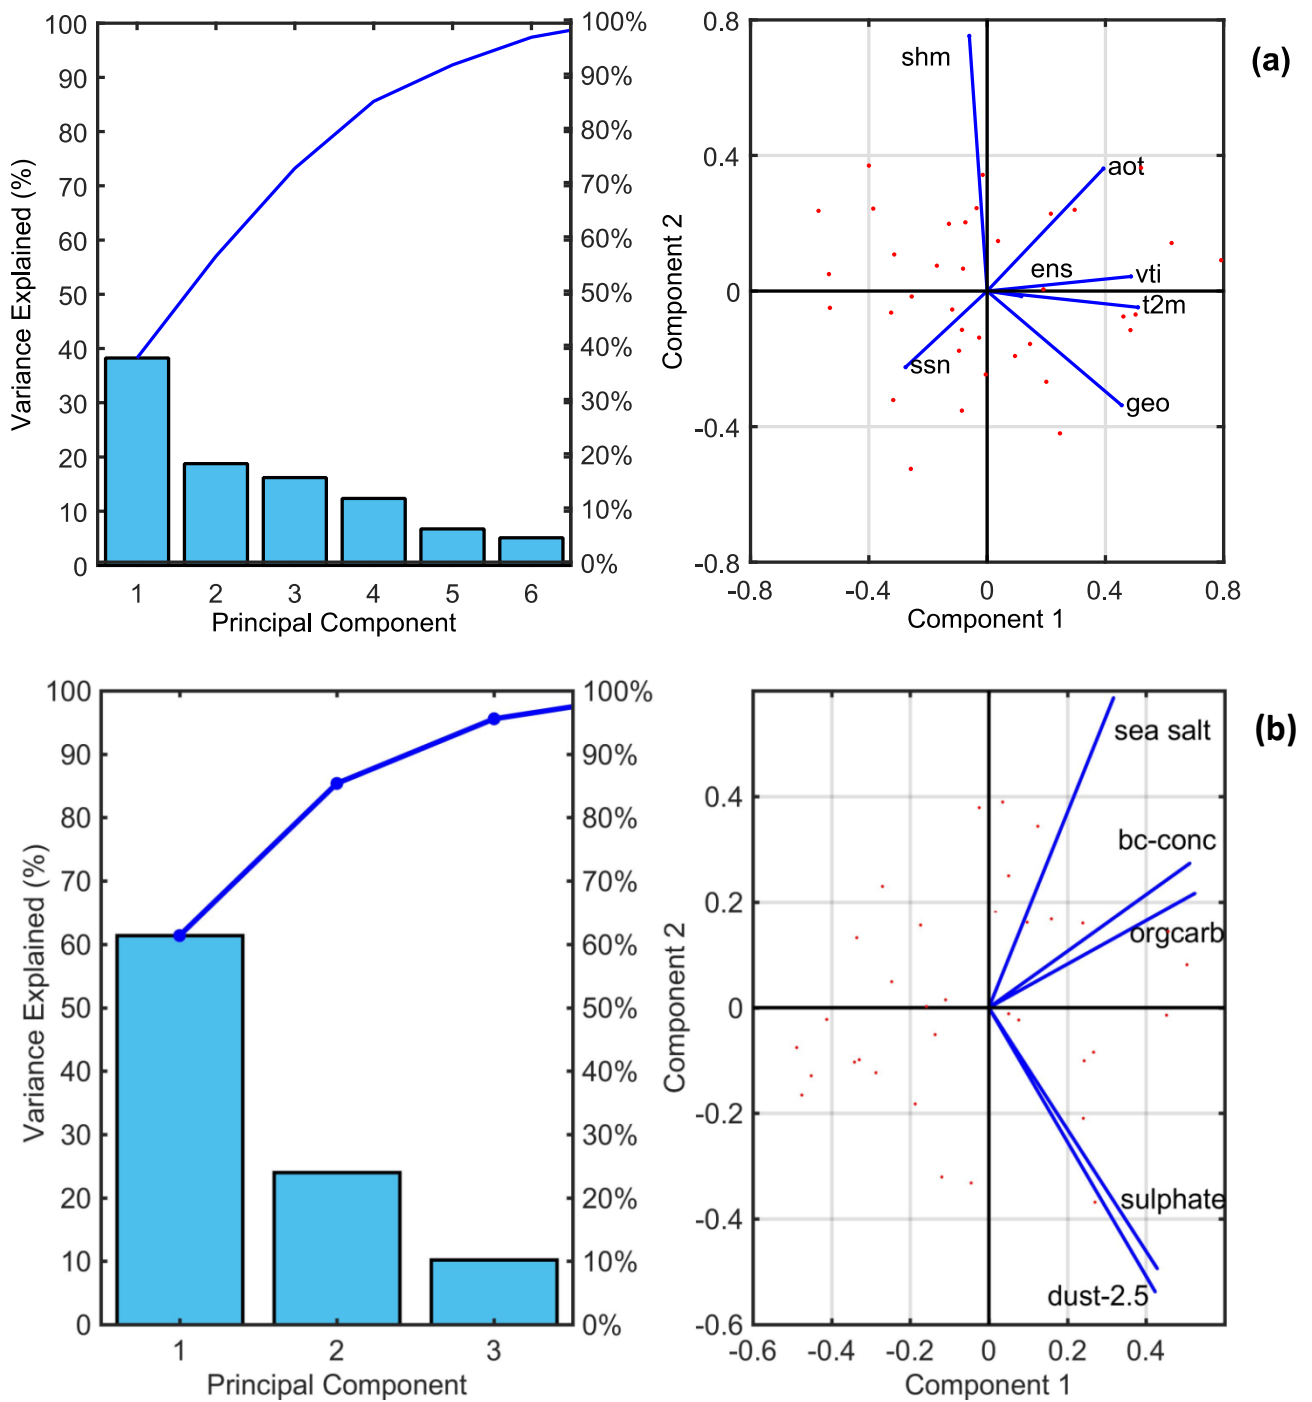 100
90
80
70
60
50
40
30
20
10
0
Variance Explained (%)
100%
90%
80%
70%
60%
50%
40%
30%
20%
10%
0%
1 2 3 4 5 6
Principal Component
0.8
0.4
0
-0.4
-0.8
Component 2
shm
aot
ens
vti
t2m
ssn
geo
-0.8 -0.4 0 0.4 0.8
Component 1
(a)
100
90
80
70
60
50
40
30
20
10
0
Variance Explained (%)
100%
90%
80%
70%
60%
50%
40%
30%
20%
10%
0%
1 2 3
Principal Component
0.4
0.2
0
-0.2
-0.4
-0.6
Component 2
sea salt
bc-conc
orgcarb
sulphate
dust-2.5
-0.6 -0.4 -0.2 0 0.2 0.4
Component 1
(b)